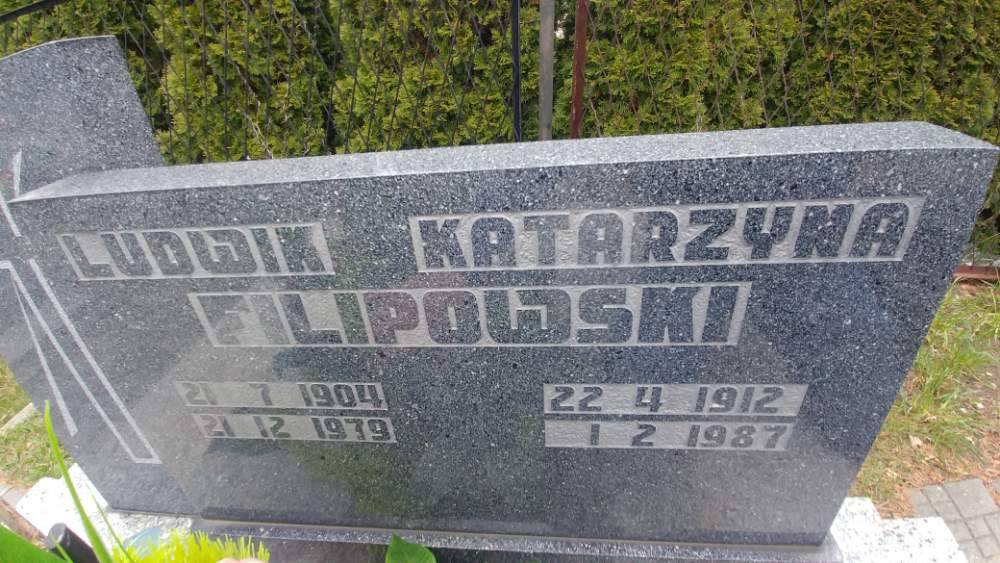 LUDWIK KATARZYNA
FILIPOWSKI
21 7 1904 22 4 1912
21 12 1979 1 2 1987